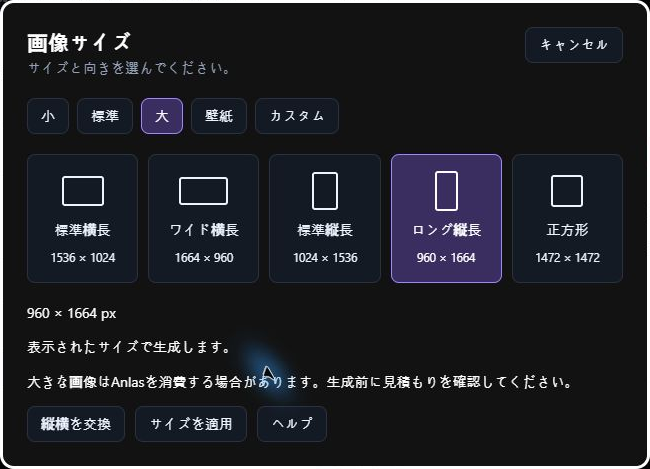 画像サイズ
キャンセル
サイズと向きを選んでください。
小
標準
大
壁紙
カスタム
標準横長
1536 × 1024
ワイド横長
1664 × 960
標準縦長
1024 × 1536
ロング縦長
960 × 1664
正方形
1472 × 1472
960 × 1664 px
表示されたサイズで生成します。
大きな画像はAnlasを消費する場合があります。生成前に見積もりを確認してください。
縦横を交換
サイズを適用
ヘルプ